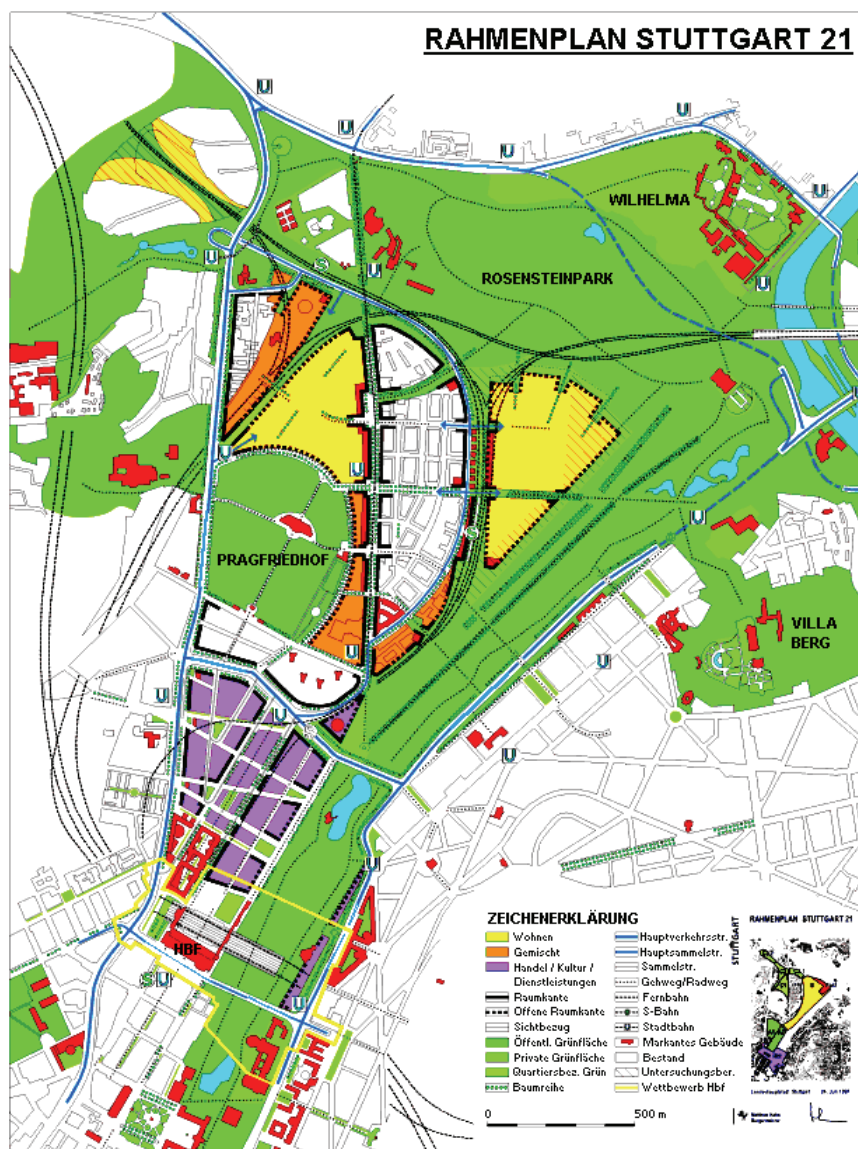 RAHMENPLAN STUTTGART 21
U
U
U
U
U
WILHELMA
U
U
S
U
U
ROSENSTEINPARK
U
U
S
U
PRAGFRIEDHOF
VILLA
BERG
U
U
U
U
U
U
HBF
S U
U
ZEICHENERKLÄRUNG
Wohnen
Gemischt
Handel / Kultur /
Dienstleistungen
Raumkante
Offene Raumkante
Sichtbezug
Öffentl. Grünfläche
Private Grünfläche
Quartiersbez. Grün
Baumreihe
Hauptverkehrsstr.
Hauptsammelstr.
Sammelstr.
Gehweg/Radweg
Fernbahn
S-Bahn
Stadtbahn
Markantes Gebäude
Bestand
Untersuchungsber.
Wettbewerb Hbf
0 500 m
RAHMENPLAN STUTTGART 21
STUTTGART
Landeshauptstadt Stuttgart